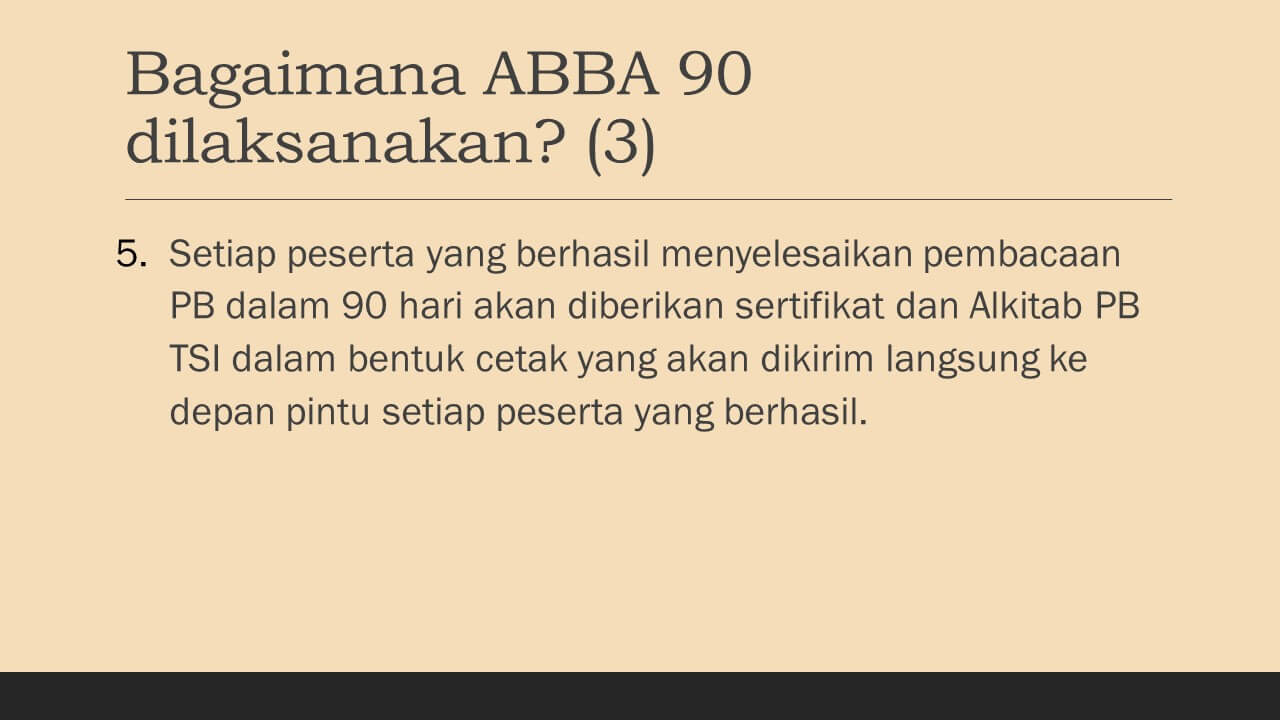 Bagaimana ABBA 90
dilaksanakan? (3)
5. Setiap peserta yang berhasil menyelesaikan pembacaan
PB dalam 90 hari akan diberikan sertifikat dan Alkitab PB
TSI dalam bentuk cetak yang akan dikirim langsung ke
depan pintu setiap peserta yang berhasil.